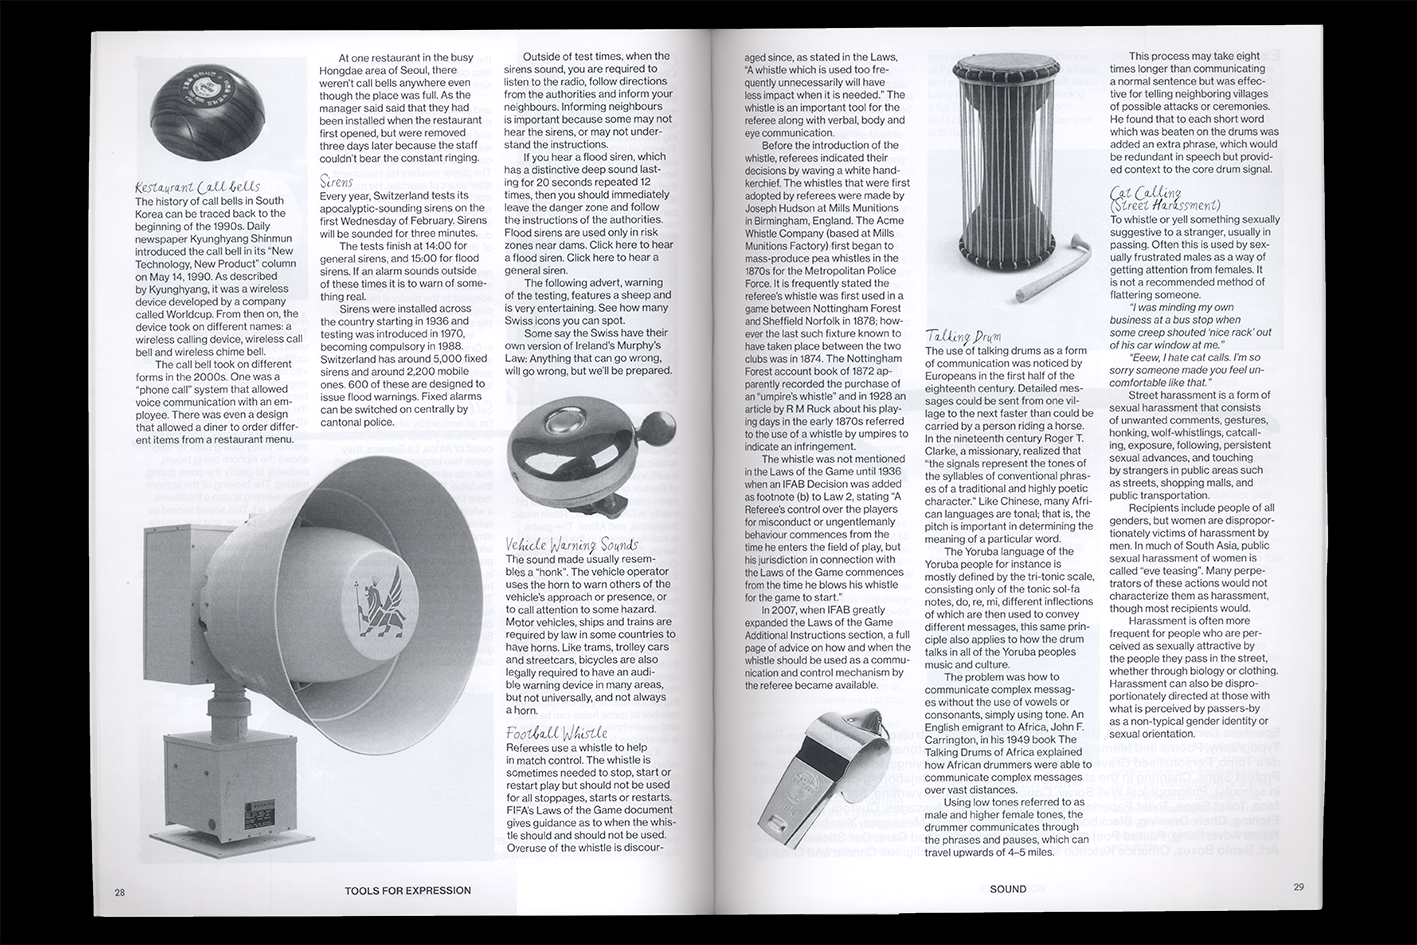 Restaurant Call bells
The history of call bells in South
Korea can be traced back to the
beginning of the 1990s. Daily
newspaper Kyunghyang Shinmun
introduced the call bell in its “New
Technology, New Product” column
on May 14, 1990. As described
by Kyunghyang, it was a wireless
device developed by a company
called Worldcup. From then on, the
device took on different names: a
wireless calling device, wireless call
bell and wireless chime bell.
The call bell took on different
forms in the 2000s. One was a
“phone call” system that allowed
voice communication with an em-
ployee. There was even a design
that allowed a diner to order differ-
ent items from a restaurant menu.
At one restaurant in the busy
Hongdae area of Seoul, there
weren’t call bells anywhere even
though the place was full. As the
manager said said that they had
been installed when the restaurant
first opened, but were removed
three days later because the staff
couldn’t bear the constant ringing.
Sirens
Every year, Switzerland tests its
apocalyptic-sounding sirens on the
first Wednesday of February. Sirens
will be sounded for three minutes.
The tests finish at 14:00 for
general sirens, and 15:00 for flood
sirens. If an alarm sounds outside
of these times it is to warn of some-
thing real.
Sirens were installed across
the country starting in 1936 and
testing was introduced in 1970,
becoming compulsory in 1988.
Switzerland has around 5,000 fixed
sirens and around 2,200 mobile
ones. 600 of these are designed to
issue flood warnings. Fixed alarms
can be switched on centrally by
cantonal police.
Outside of test times, when the
sirens sound, you are required to
listen to the radio, follow directions
from the authorities and inform your
neighbours. Informing neighbours
is important because some may not
hear the sirens, or may not under-
stand the instructions.
If you hear a flood siren, which
has a distinctive deep sound last-
ing for 20 seconds repeated 12
times, then you should immediately
leave the danger zone and follow
the instructions of the authorities.
Flood sirens are used only in risk
zones near dams. Click here to hear
a flood siren. Click here to hear a
general siren.
The following advert, warning
of the testing, features a sheep and
is very entertaining. See how many
Swiss icons you can spot.
Some say the Swiss have their
own version of Ireland’s Murphy’s
Law: Anything that can go wrong,
will go wrong, but we’ll be prepared.
Vehicle Warning Sounds
The sound made usually resem-
bles a “honk”. The vehicle operator
uses the horn to warn others of the
vehicle’s approach or presence, or
to call attention to some hazard.
Motor vehicles, ships and trains are
required by law in some countries to
have horns. Like trams, trolley cars
and streetcars, bicycles are also
legally required to have an audi-
ble warning device in many areas,
but not universally, and not always
a horn.
Football Whistle
Referees use a whistle to help
in match control. The whistle is
sometimes needed to stop, start or
restart play but should not be used
for all stoppages, starts or restarts.
FIFA’s Laws of the Game document
gives guidance as to when the whis-
tle should and should not be used.
Overuse of the whistle is discour-
28
TOOLS FOR EXPRESSION
aged since, as stated in the Laws,
“A whistle which is used too fre-
quently unnecessarily will have
less impact when it is needed.” The
whistle is an important tool for the
referee along with verbal, body and
eye communication.
Before the introduction of the
whistle, referees indicated their
decisions by waving a white hand-
kerchief. The whistles that were first
adopted by referees were made by
Joseph Hudson at Mills Munitions
in Birmingham, England. The Acme
Whistle Company (based at Mills
Munitions Factory) first began to
mass-produce pea whistles in the
1870s for the Metropolitan Police
Force. It is frequently stated the
referee’s whistle was first used in a
game between Nottingham Forest
and Sheffield Norfolk in 1878; how-
ever the last such fixture known to
have taken place between the two
clubs was in 1874. The Nottingham
Forest account book of 1872 ap-
parently recorded the purchase of
an “umpire’s whistle” and in 1928 an
article by R M Ruck about his play-
ing days in the early 1870s referred
to the use of a whistle by umpires to
indicate an infringement.
The whistle was not mentioned
in the Laws of the Game until 1936
when an IFAB Decision was added
as footnote (b) to Law 2, stating “A
Referee’s control over the players
for misconduct or ungentlemanly
behaviour commences from the
time he enters the field of play, but
his jurisdiction in connection with
the Laws of the Game commences
from the time he blows his whistle
for the game to start.”
In 2007, when IFAB greatly
expanded the Laws of the Game
Additional Instructions section, a full
page of advice on how and when the
whistle should be used as a commu-
nication and control mechanism by
the referee became available.
Talking Drum
The use of talking drums as a form
of communication was noticed by
Europeans in the first half of the
eighteenth century. Detailed mes-
sages could be sent from one vil-
lage to the next faster than could be
carried by a person riding a horse.
In the nineteenth century Roger T.
Clarke, a missionary, realized that
“the signals represent the tones of
the syllables of conventional phras-
es of a traditional and highly poetic
character.” Like Chinese, many Afri-
can languages are tonal; that is, the
pitch is important in determining the
meaning of a particular word.
The Yoruba language of the
Yoruba people for instance is
mostly defined by the tri-tonic scale,
consisting only of the tonic sol-fa
notes, do, re, mi, different inflections
of which are then used to convey
different messages, this same prin-
ciple also applies to how the drum
talks in all of the Yoruba peoples
music and culture.
The problem was how to
communicate complex messag-
es without the use of vowels or
consonants, simply using tone. An
English emigrant to Africa, John F.
Carrington, in his 1949 book The
Talking Drums of Africa explained
how African drummers were able to
communicate complex messages
over vast distances.
Using low tones referred to as
male and higher female tones, the
drummer communicates through
the phrases and pauses, which can
travel upwards of 4–5 miles.
This process may take eight
times longer than communicating
a normal sentence but was effec-
tive for telling neighboring villages
of possible attacks or ceremonies.
He found that to each short word
which was beaten on the drums was
added an extra phrase, which would
be redundant in speech but provid-
ed context to the core drum signal.
Cat Calling
(Street Harassment)
To whistle or yell something sexually
suggestive to a stranger, usually in
passing. Often this is used by sex-
ually frustrated males as a way of
getting attention from females. It
is not a recommended method of
flattering someone.
“I was minding my own
business at a bus stop when
some creep shouted ‘nice rack’ out
of his car window at me.”
“Eeew, I hate cat calls. I’m so
sorry someone made you feel un-
comfortable like that.”
Street harassment is a form of
sexual harassment that consists
of unwanted comments, gestures,
honking, wolf-whistlings, catcall-
ing, exposure, following, persistent
sexual advances, and touching
by strangers in public areas such
as streets, shopping malls, and
public transportation.
Recipients include people of all
genders, but women are dispropor-
tionately victims of harassment by
men. In much of South Asia, public
sexual harassment of women is
called “eve teasing”. Many perpe-
trators of these actions would not
characterize them as harassment,
though most recipients would.
Harassment is often more
frequent for people who are per-
ceived as sexually attractive by
the people they pass in the street,
whether through biology or clothing.
Harassment can also be dispro-
portionately directed at those with
what is perceived by passers-by
as a non-typical gender identity or
sexual orientation.
SOUND
29